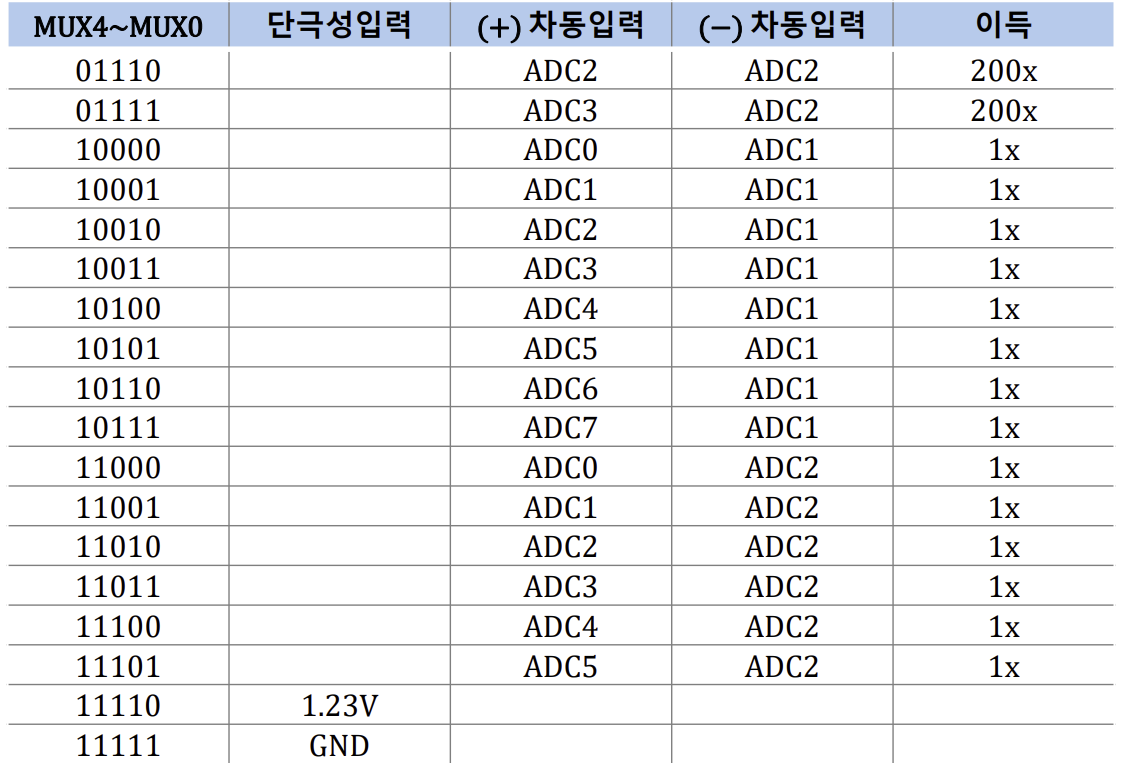 MUX4~MUX0 단극성입력 (+) 차동입력 (−) 차동입력 이득
01110 ADC2 ADC2 200x
01111 ADC3 ADC2 200x
10000 ADC0 ADC1 1x
10001 ADC1 ADC1 1x
10010 ADC2 ADC1 1x
10011 ADC3 ADC1 1x
10100 ADC4 ADC1 1x
10101 ADC5 ADC1 1x
10110 ADC6 ADC1 1x
10111 ADC7 ADC1 1x
11000 ADC0 ADC2 1x
11001 ADC1 ADC2 1x
11010 ADC2 ADC2 1x
11011 ADC3 ADC2 1x
11100 ADC4 ADC2 1x
11101 ADC5 ADC2 1x
11110 1.23V
11111 GND